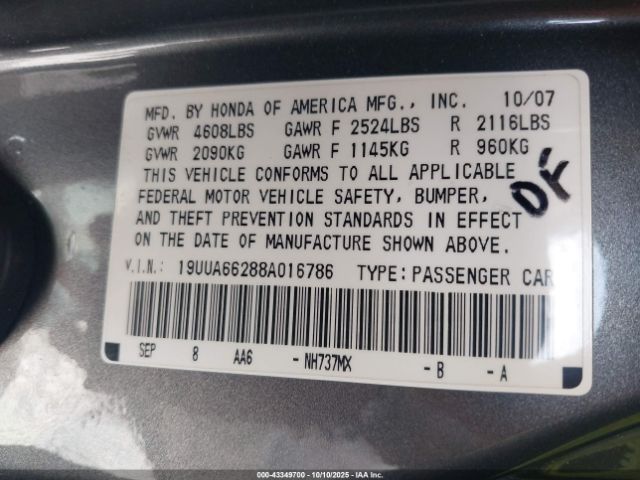 MFD. BY HONDA OF AMERICA MFG., INC. 10/07
GVWR 4608LBS GAWR F 2524LBS R 2116LBS
GVWR 2090KG GAWR F 1145KG R 960KG
THIS VEHICLE CONFORMS TO ALL APPLICABLE
FEDERAL MOTOR VEHICLE SAFETY, BUMPER,
AND THEFT PREVENTION STANDARDS IN EFFECT
ON THE DATE OF MANUFACTURE SHOWN ABOVE.
V.I.N.: 19UUA66288A016786 TYPE: PASSENGER CAR
SEP 8 AA6 -NH737MX -B -A
000-43349700 - 10/10/2025 - IAA Inc.